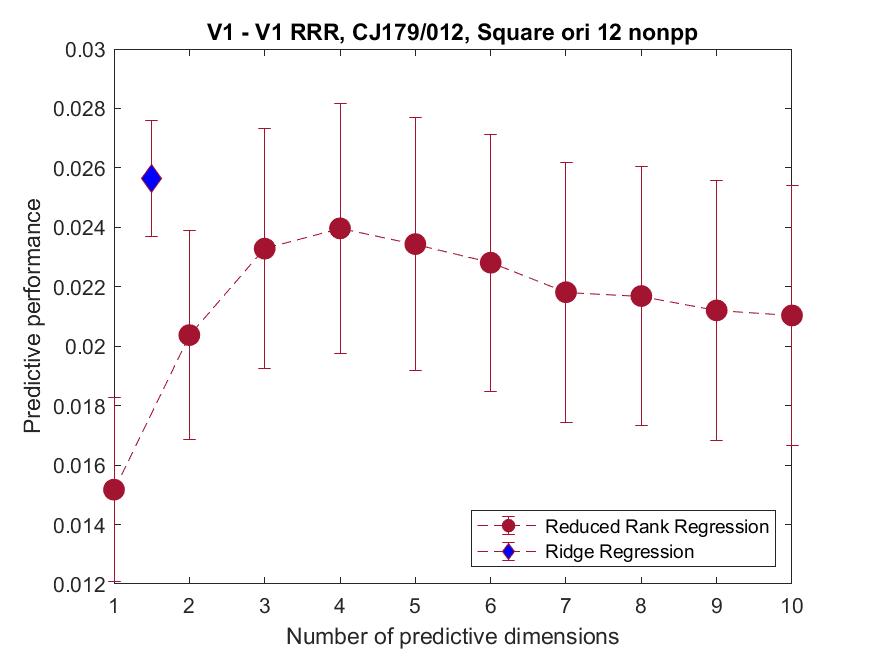 V1 - V1 RRR, CJ179/012, Square ori 12 nonpp
Predictive performance
0.03
0.028
0.026
0.024
0.022
0.02
0.018
0.016
0.014
0.012
1 2 3 4 5 6 7 8 9 10
Number of predictive dimensions
Reduced Rank Regression
Ridge Regression